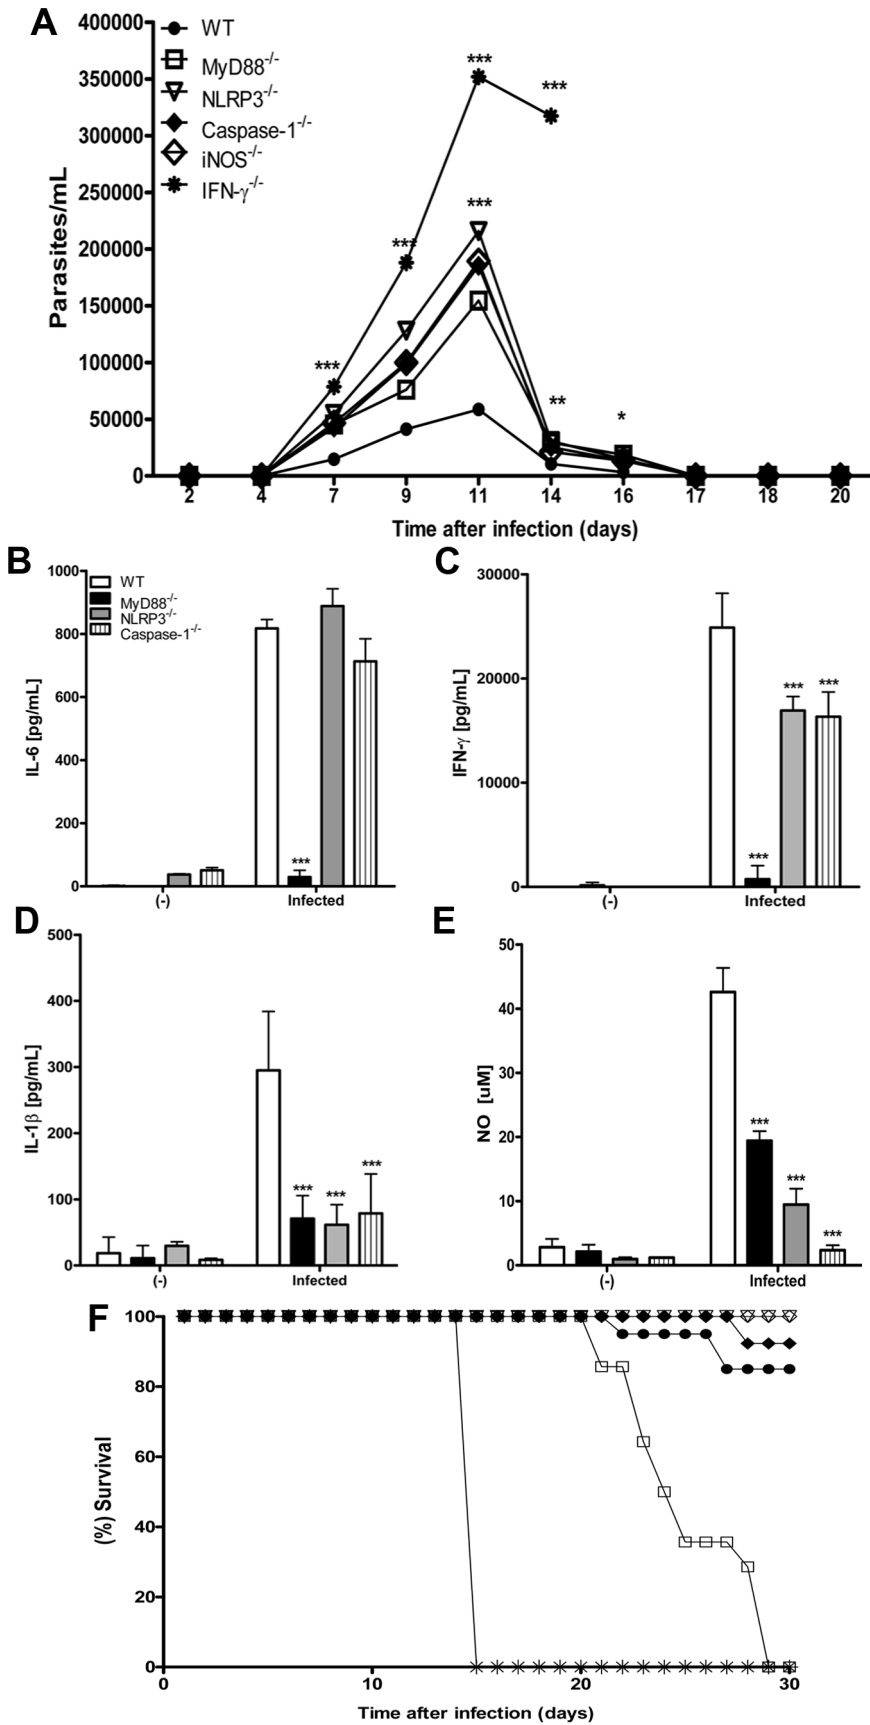 A
400000
350000
300000
250000
200000
150000
100000
50000
0
Parasites/mL
WT
MyD88-/-
NLRP3-/-
Caspase-1-/-
iNOS-/-
IFN-γ-/-
***
***
***
***
***
**
*
2 4 7 9 11 14 16 17 18 20
Time after infection (days)
B
1000
800
600
400
200
0
IL-6 [pg/mL]
WT
MyD88-/-
NLRP3-/-
Caspase-1-/-
***
(-) Infected
C
30000
20000
10000
0
IFN-γ [pg/mL]
***
***
***
(-) Infected
D
500
400
300
200
100
0
IL-1β [pg/mL]
***
***
***
(-) Infected
E
50
40
30
20
10
0
NO [uM]
***
***
***
(-) Infected
F
100
80
60
40
20
0
(%) Survival
0 10 20 30
Time after infection (days)